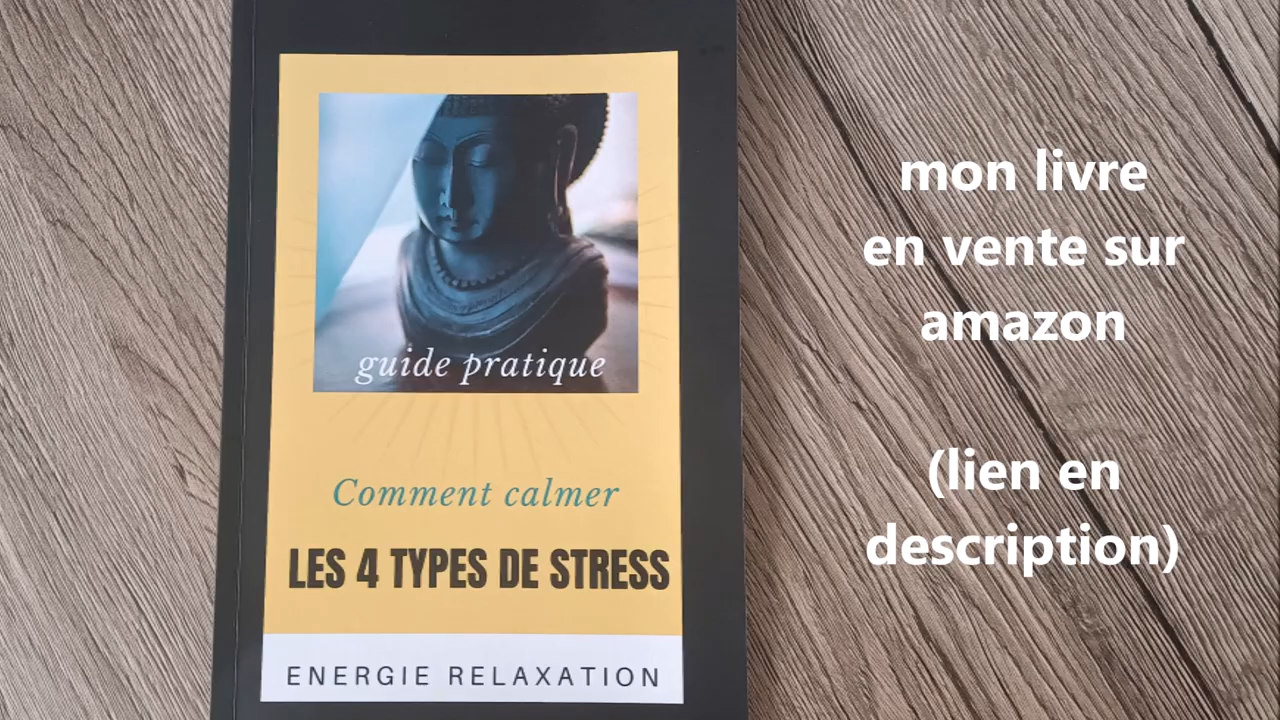 guide pratique
Comment calmer
LES 4 TYPES DE STRESS
ENERGIE RELAXATION
mon livre
en vente sur
amazon
(lien en
description)